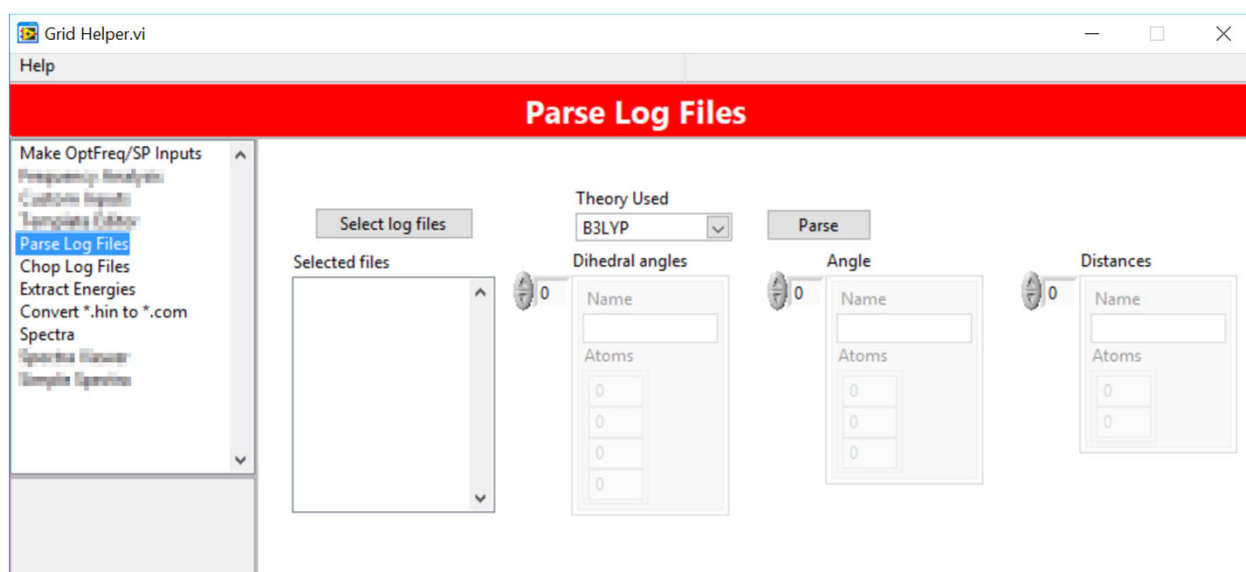 Grid Helper.vi
Help
Parse Log Files
Make OptFreq/SP Inputs
Parse Log Files
Chop Log Files
Extract Energies
Convert *.hin to *.com
Spectra
Select log files
Theory Used
B3LYP
Parse
Selected files
Dihedral angles
0
Name
Atoms
0
0
0
0
Angle
0
Name
Atoms
0
0
0
Distances
0
Name
Atoms
0
0